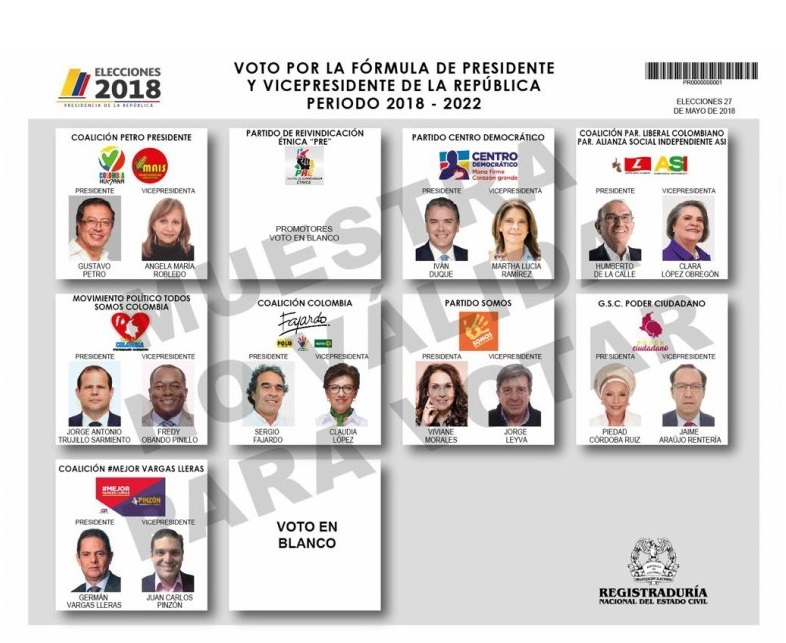 ELECCIONES
2018
PRESIDENCIA DE LA REPÚBLICA
VOTO POR LA FÓRMULA DE PRESIDENTE
Y VICEPRESIDENTE DE LA REPÚBLICA
PERIODO 2018 - 2022
PR0000000001
ELECCIONES 27
DE MAYO DE 2018
MUESTRA
NO VÁLIDA
PARA VOTAR
COALICIÓN PETRO PRESIDENTE
COLOMBIA
HUMANA
MAIS
PRESIDENTE VICEPRESIDENTA
GUSTAVO
PETRO
ANGELA MARÍA
ROBLEDO
PARTIDO DE REIVINDICACIÓN
ÉTNICA "PRE"
PRE
PROMOTORES
VOTO EN BLANCO
PARTIDO CENTRO DEMOCRÁTICO
CENTRO
DEMOCRÁTICO
Mano firme
Corazón grande
PRESIDENTE VICEPRESIDENTA
IVÁN
DUQUE
MARTHA LUCÍA
RAMÍREZ
COALICIÓN PAR. LIBERAL COLOMBIANO
PAR. ALIANZA SOCIAL INDEPENDIENTE ASI
L
ASI
PRESIDENTE VICEPRESIDENTA
HUMBERTO
DE LA CALLE
CLARA
LÓPEZ OBREGÓN
MOVIMIENTO POLÍTICO TODOS
SOMOS COLOMBIA
COLOMBIA
PRESIDENTE VICEPRESIDENTE
JORGE ANTONIO
TRUJILLO SARMIENTO
FREDY
OBANDO PINILLO
COALICIÓN COLOMBIA
Fajardo
POLO
PRESIDENTE VICEPRESIDENTA
SERGIO
FAJARDO
CLAUDIA
LÓPEZ
PARTIDO SOMOS
SOMOS
PRESIDENTA VICEPRESIDENTE
VIVIANE
MORALES
JORGE
LEYVA
G.S.C. PODER CIUDADANO
PODER
ciudadano
PRESIDENTA VICEPRESIDENTE
PIEDAD
CÓRDOBA RUIZ
JAIME
ARAÚJO RENTERÍA
COALICIÓN #MEJOR VARGAS LLERAS
#MEJOR
VARGAS LLERAS
PINZÓN
PRESIDENTE VICEPRESIDENTE
GERMÁN
VARGAS LLERAS
JUAN CARLOS
PINZÓN
VOTO EN
BLANCO
REGISTRADURÍA
NACIONAL DEL ESTADO CIVIL